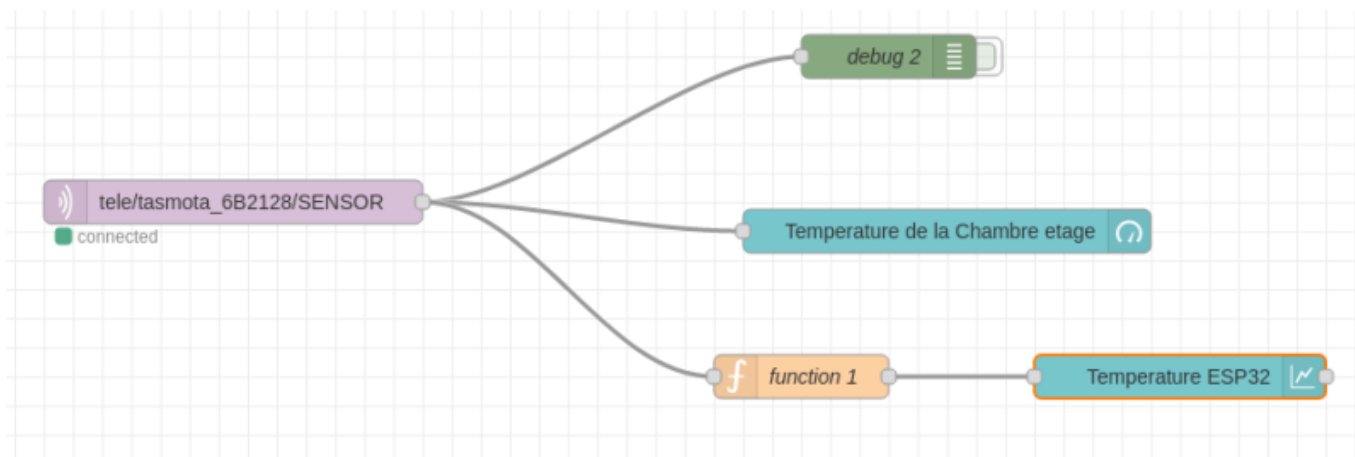 debug 2
tele/tasmota_6B2128/SENSOR
connected
Temperature de la Chambre etage
function 1
Temperature ESP32